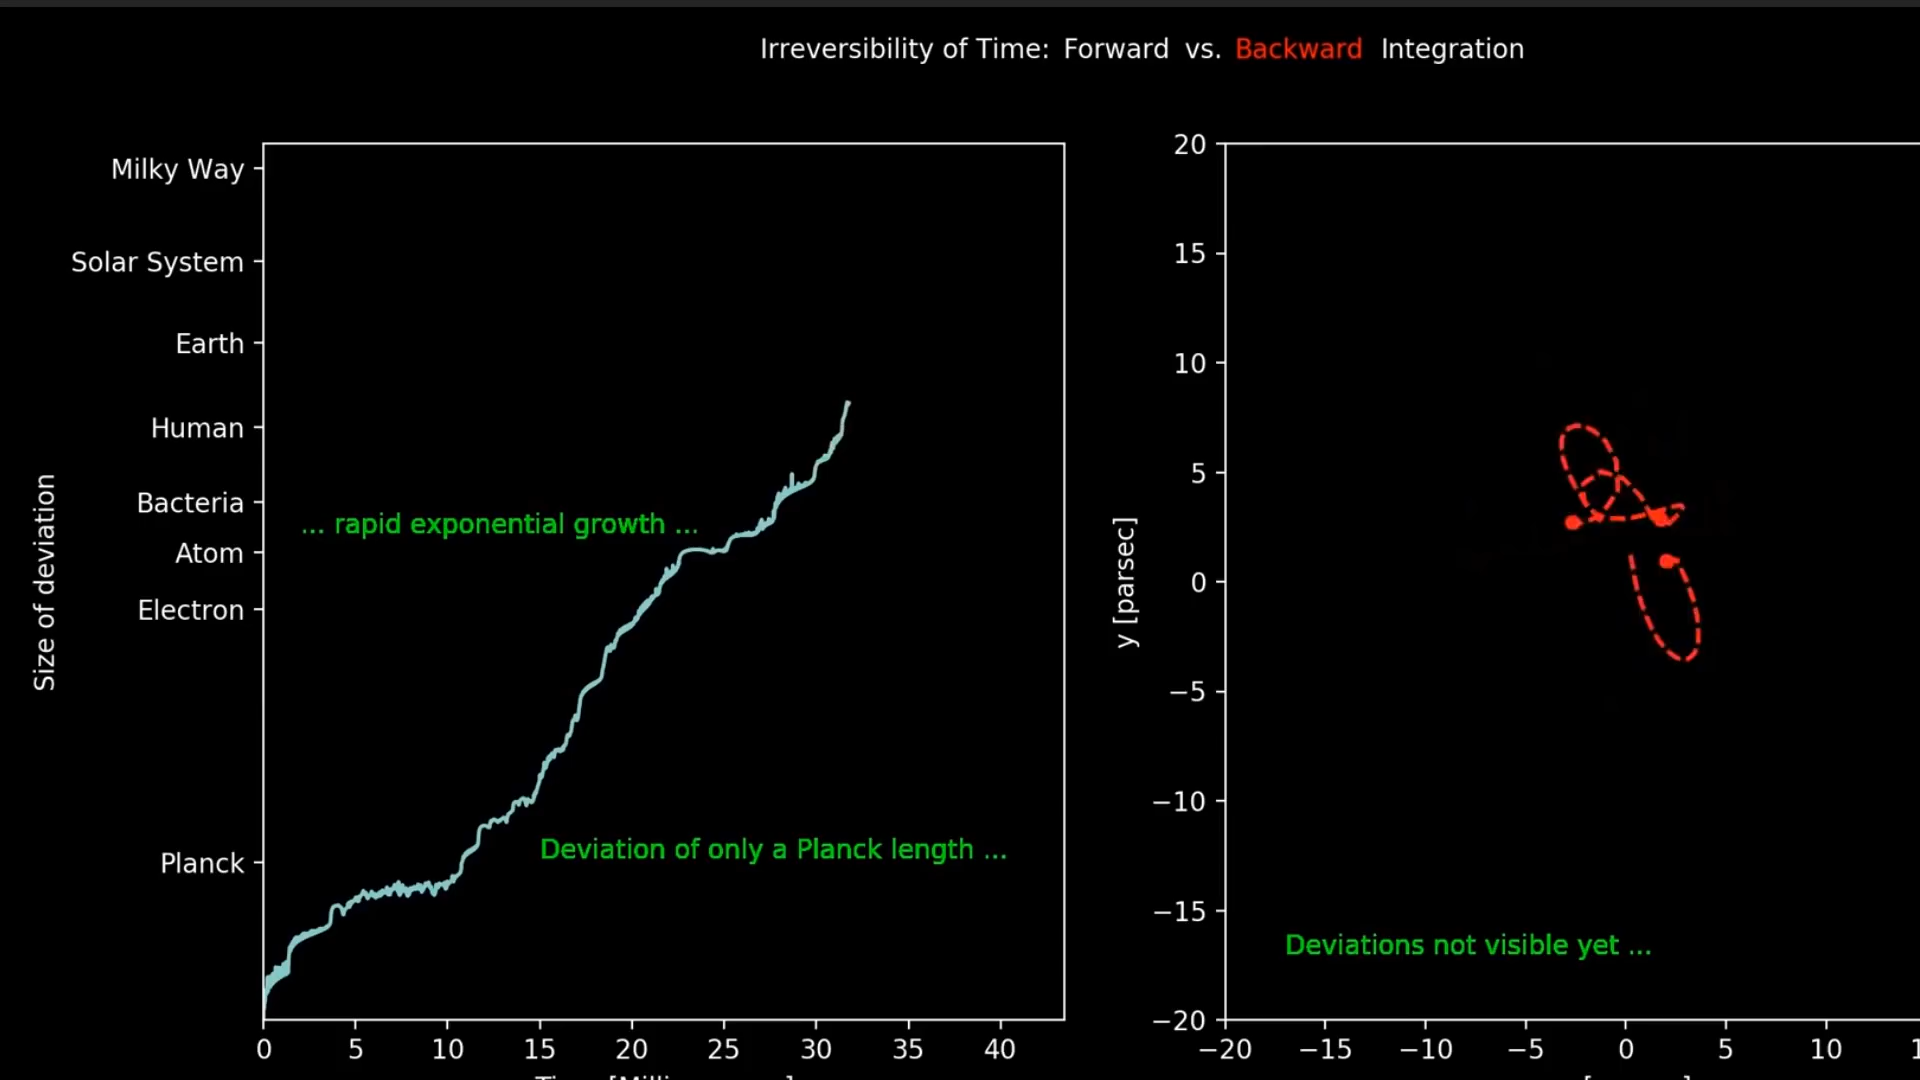 Irreversibility of Time: Forward vs. Backward Integration
Size of deviation
Milky Way
Solar System
Earth
Human
Bacteria
Atom
Electron
Planck
... rapid exponential growth ...
Deviation of only a Planck length ...
0 5 10 15 20 25 30 35 40
y [parsec]
20
15
10
5
0
−5
−10
−15
−20
Deviations not visible yet ...
−20 −15 −10 −5 0 5 10